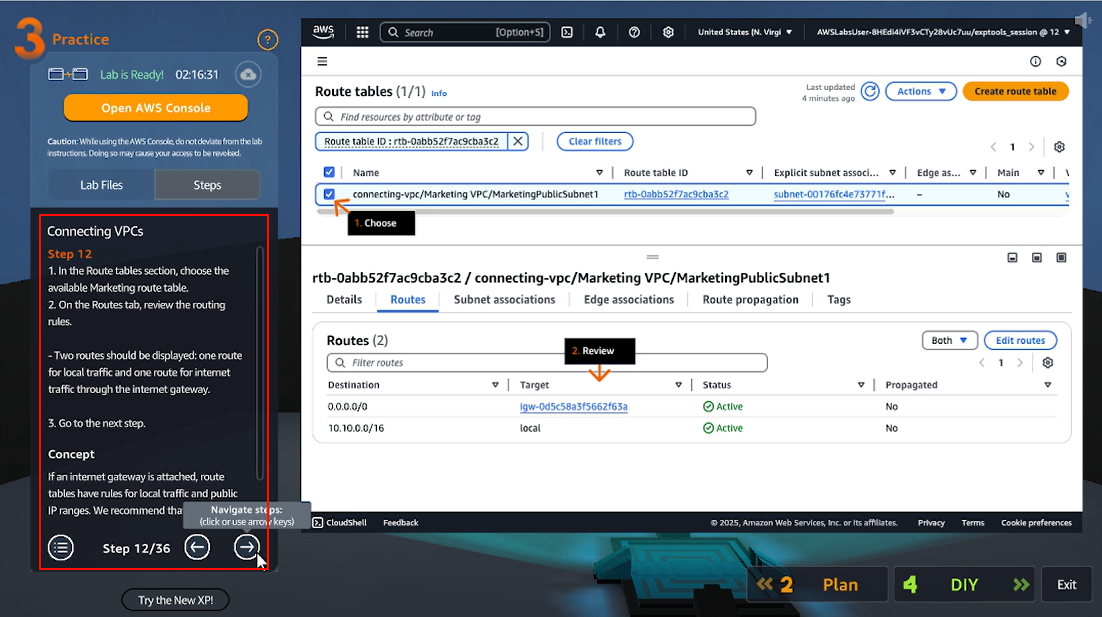 3 Practice
?
Lab is Ready! 02:16:31
Open AWS Console
Caution: While using the AWS Console, do not deviate from the lab
instructions. Doing so may cause your access to be revoked.
Lab Files
Steps
Connecting VPCs
Step 12
1. In the Route tables section, choose the
available Marketing route table.
2. On the Routes tab, review the routing
rules.
- Two routes should be displayed: one route
for local traffic and one route for internet
traffic through the internet gateway.
3. Go to the next step.
Concept
If an internet gateway is attached, route
tables have rules for local traffic and public
IP ranges. We recommend
Navigate steps:
(click or use arrow keys)
Step 12/36
Try the New XP!
aws
Search [Option+S]
United States (N. Virgi
AWSLabsUser-8HEdi4iVF3vCTy28vUc7uu/exptools_session @ 12
Route tables (1/1) Info
Last updated
4 minutes ago
Actions
Create route table
Find resources by attribute or tag
Route table ID : rtb-0abb52f7ac9cba3c2
Clear filters
1
Name Route table ID Explicit subnet associ... Edge as... Main V
connecting-vpc/Marketing VPC/MarketingPublicSubnet1 rtb-0abb52f7ac9cba3c2 subnet-00176fc4e73771f... – No
1. Choose
rtb-0abb52f7ac9cba3c2 / connecting-vpc/Marketing VPC/MarketingPublicSubnet1
Details Routes Subnet associations Edge associations Route propagation Tags
Routes (2)
Both
Edit routes
Filter routes
2. Review
1
Destination Target Status Propagated
0.0.0.0/0 igw-0d5c58a3f5662f63a Active No
10.10.0.0/16 local Active No
CloudShell Feedback
© 2025, Amazon Web Services, Inc. or its affiliates. Privacy Terms Cookie preferences
2 Plan
4 DIY
Exit